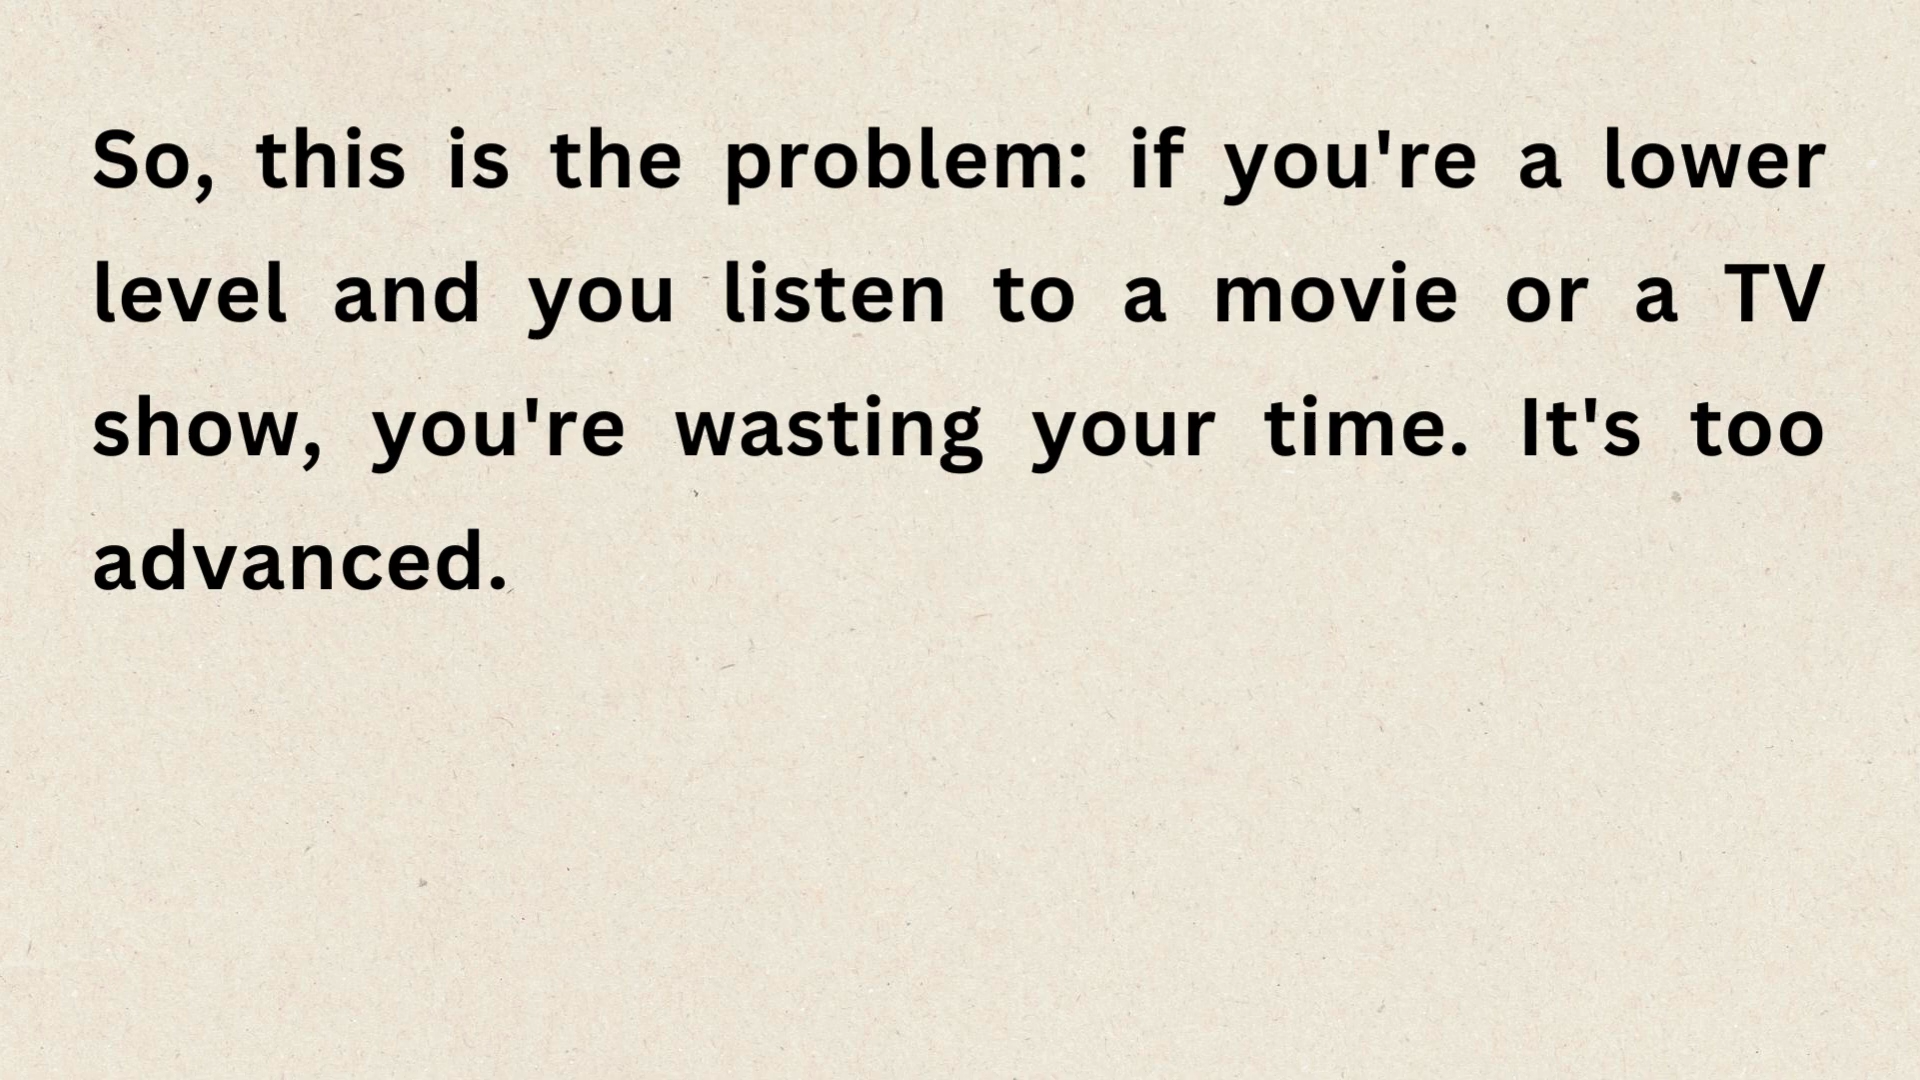 So, this is the problem: if you're a lower
level and you listen to a movie or a TV
show, you're wasting your time. It's too
advanced.